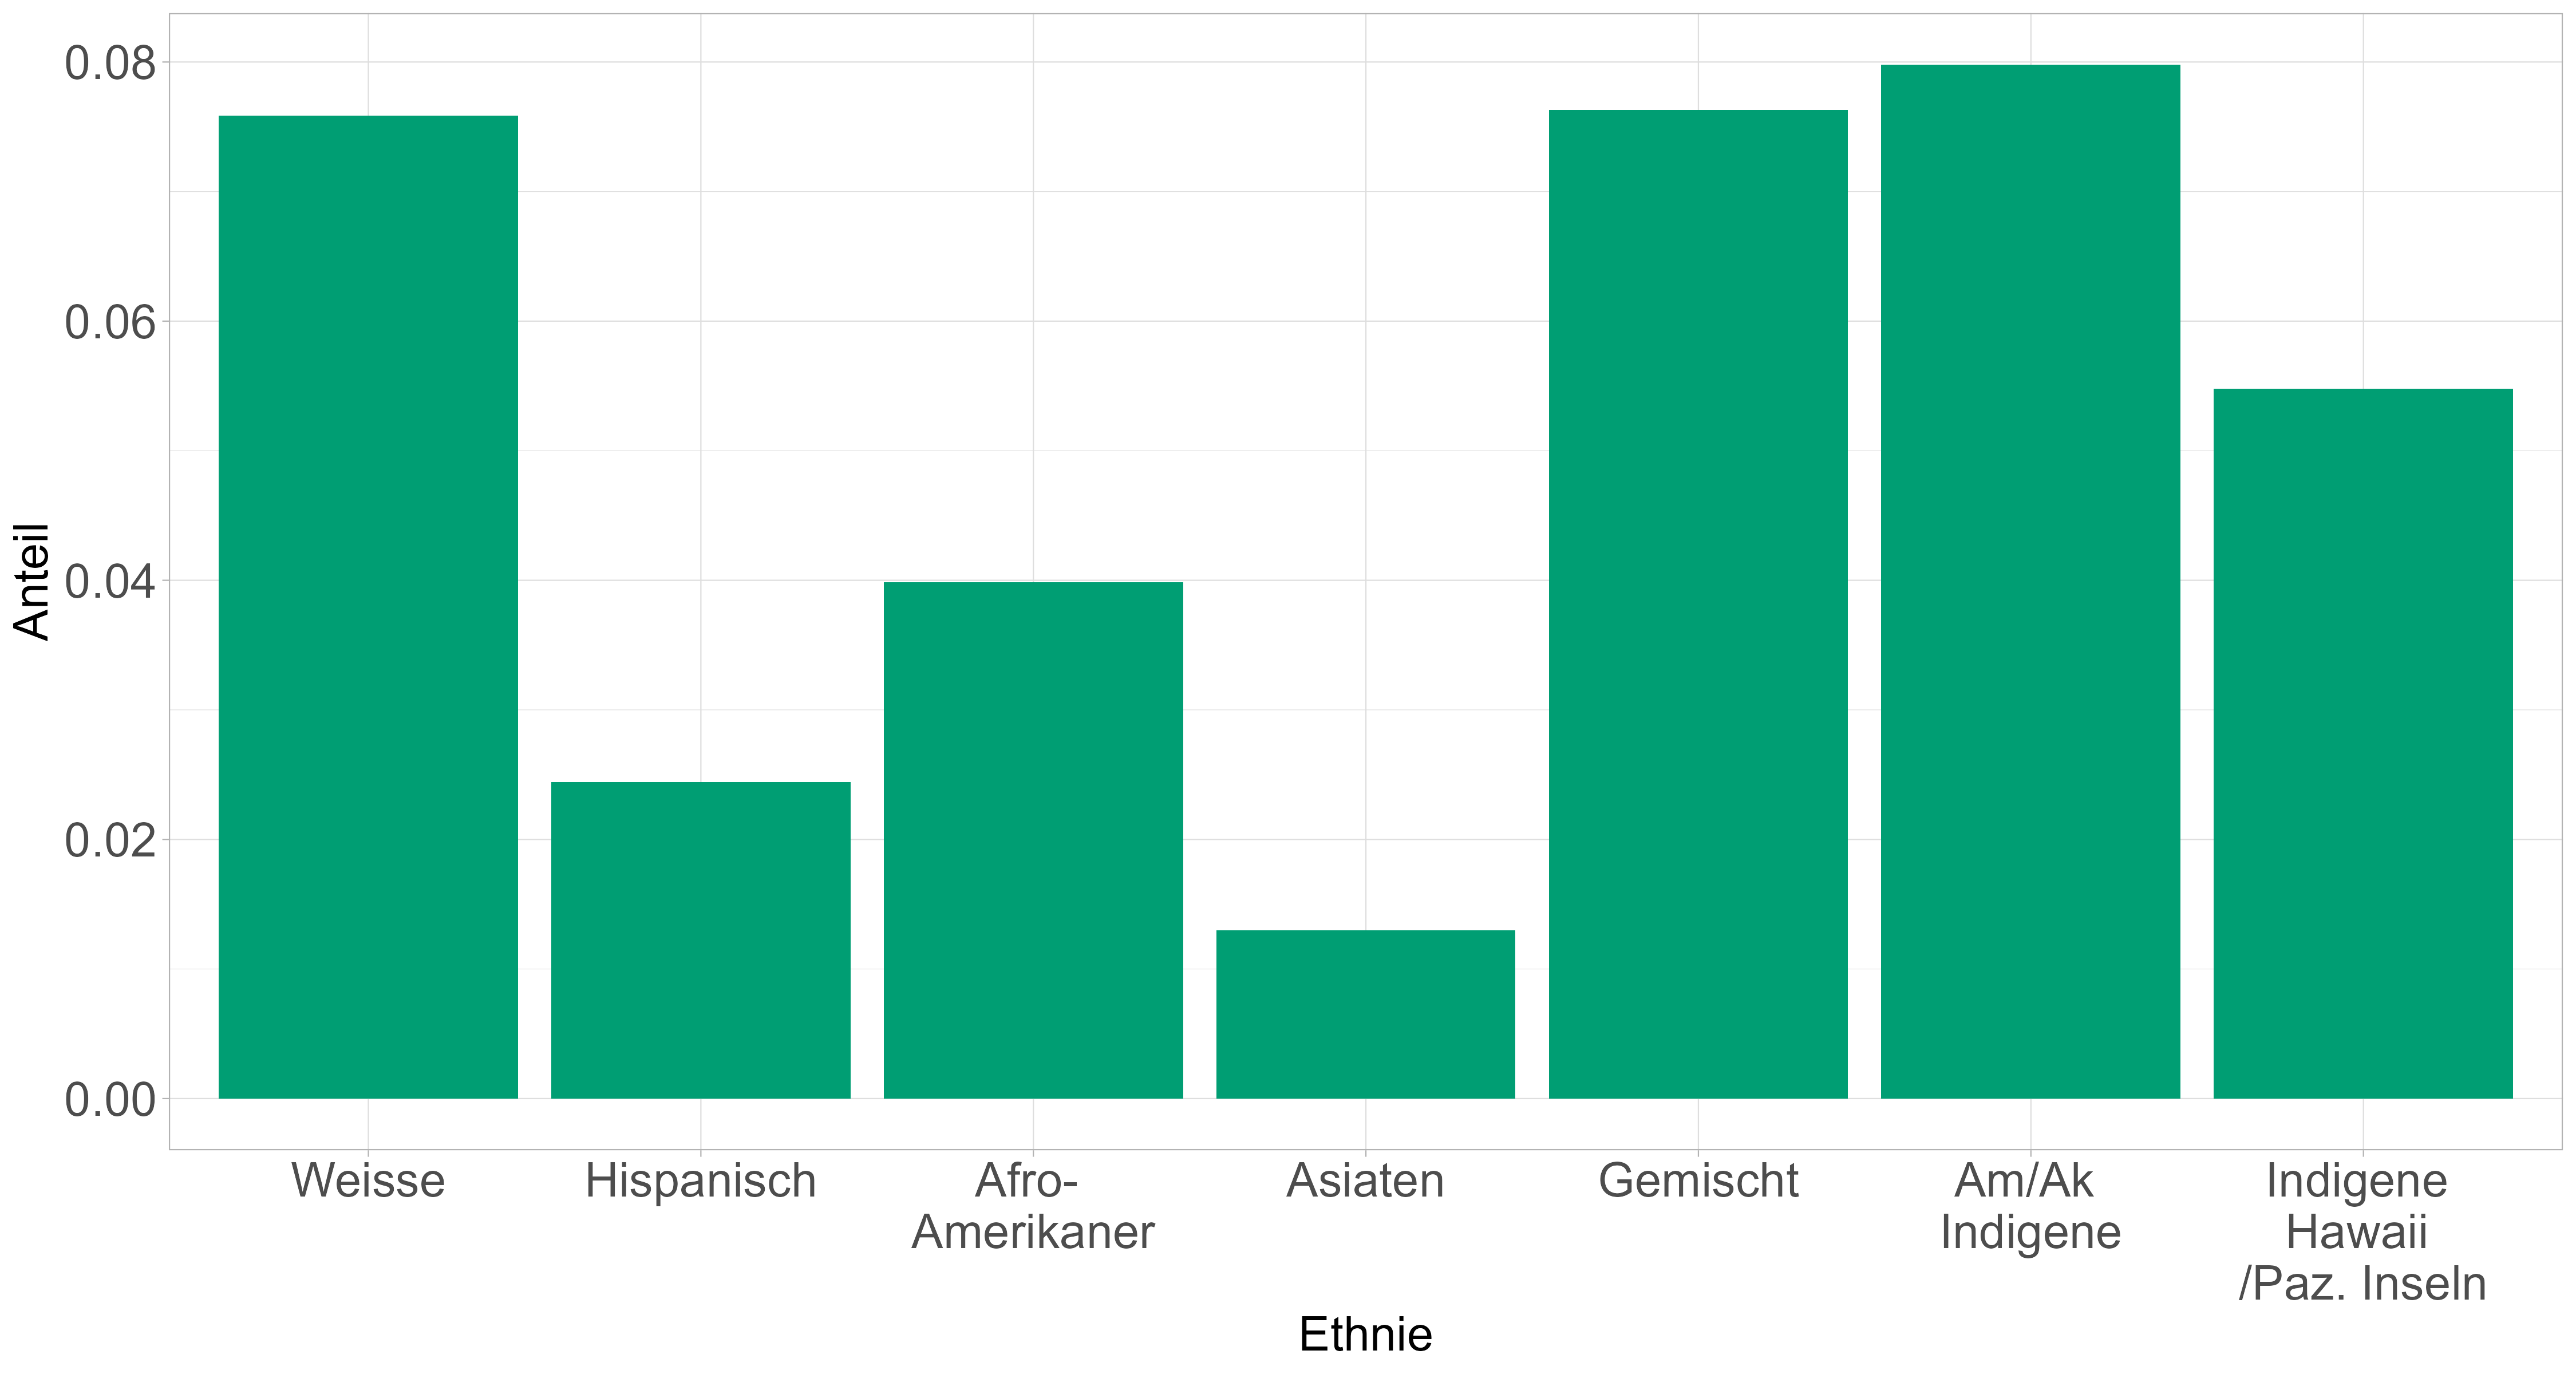 Anteil
0.08
0.06
0.04
0.02
0.00
Weisse
Hispanisch
Afro-
Amerikaner
Asiaten
Gemischt
Am/Ak
Indigene
Indigene
Hawaii
/Paz. Inseln
Ethnie